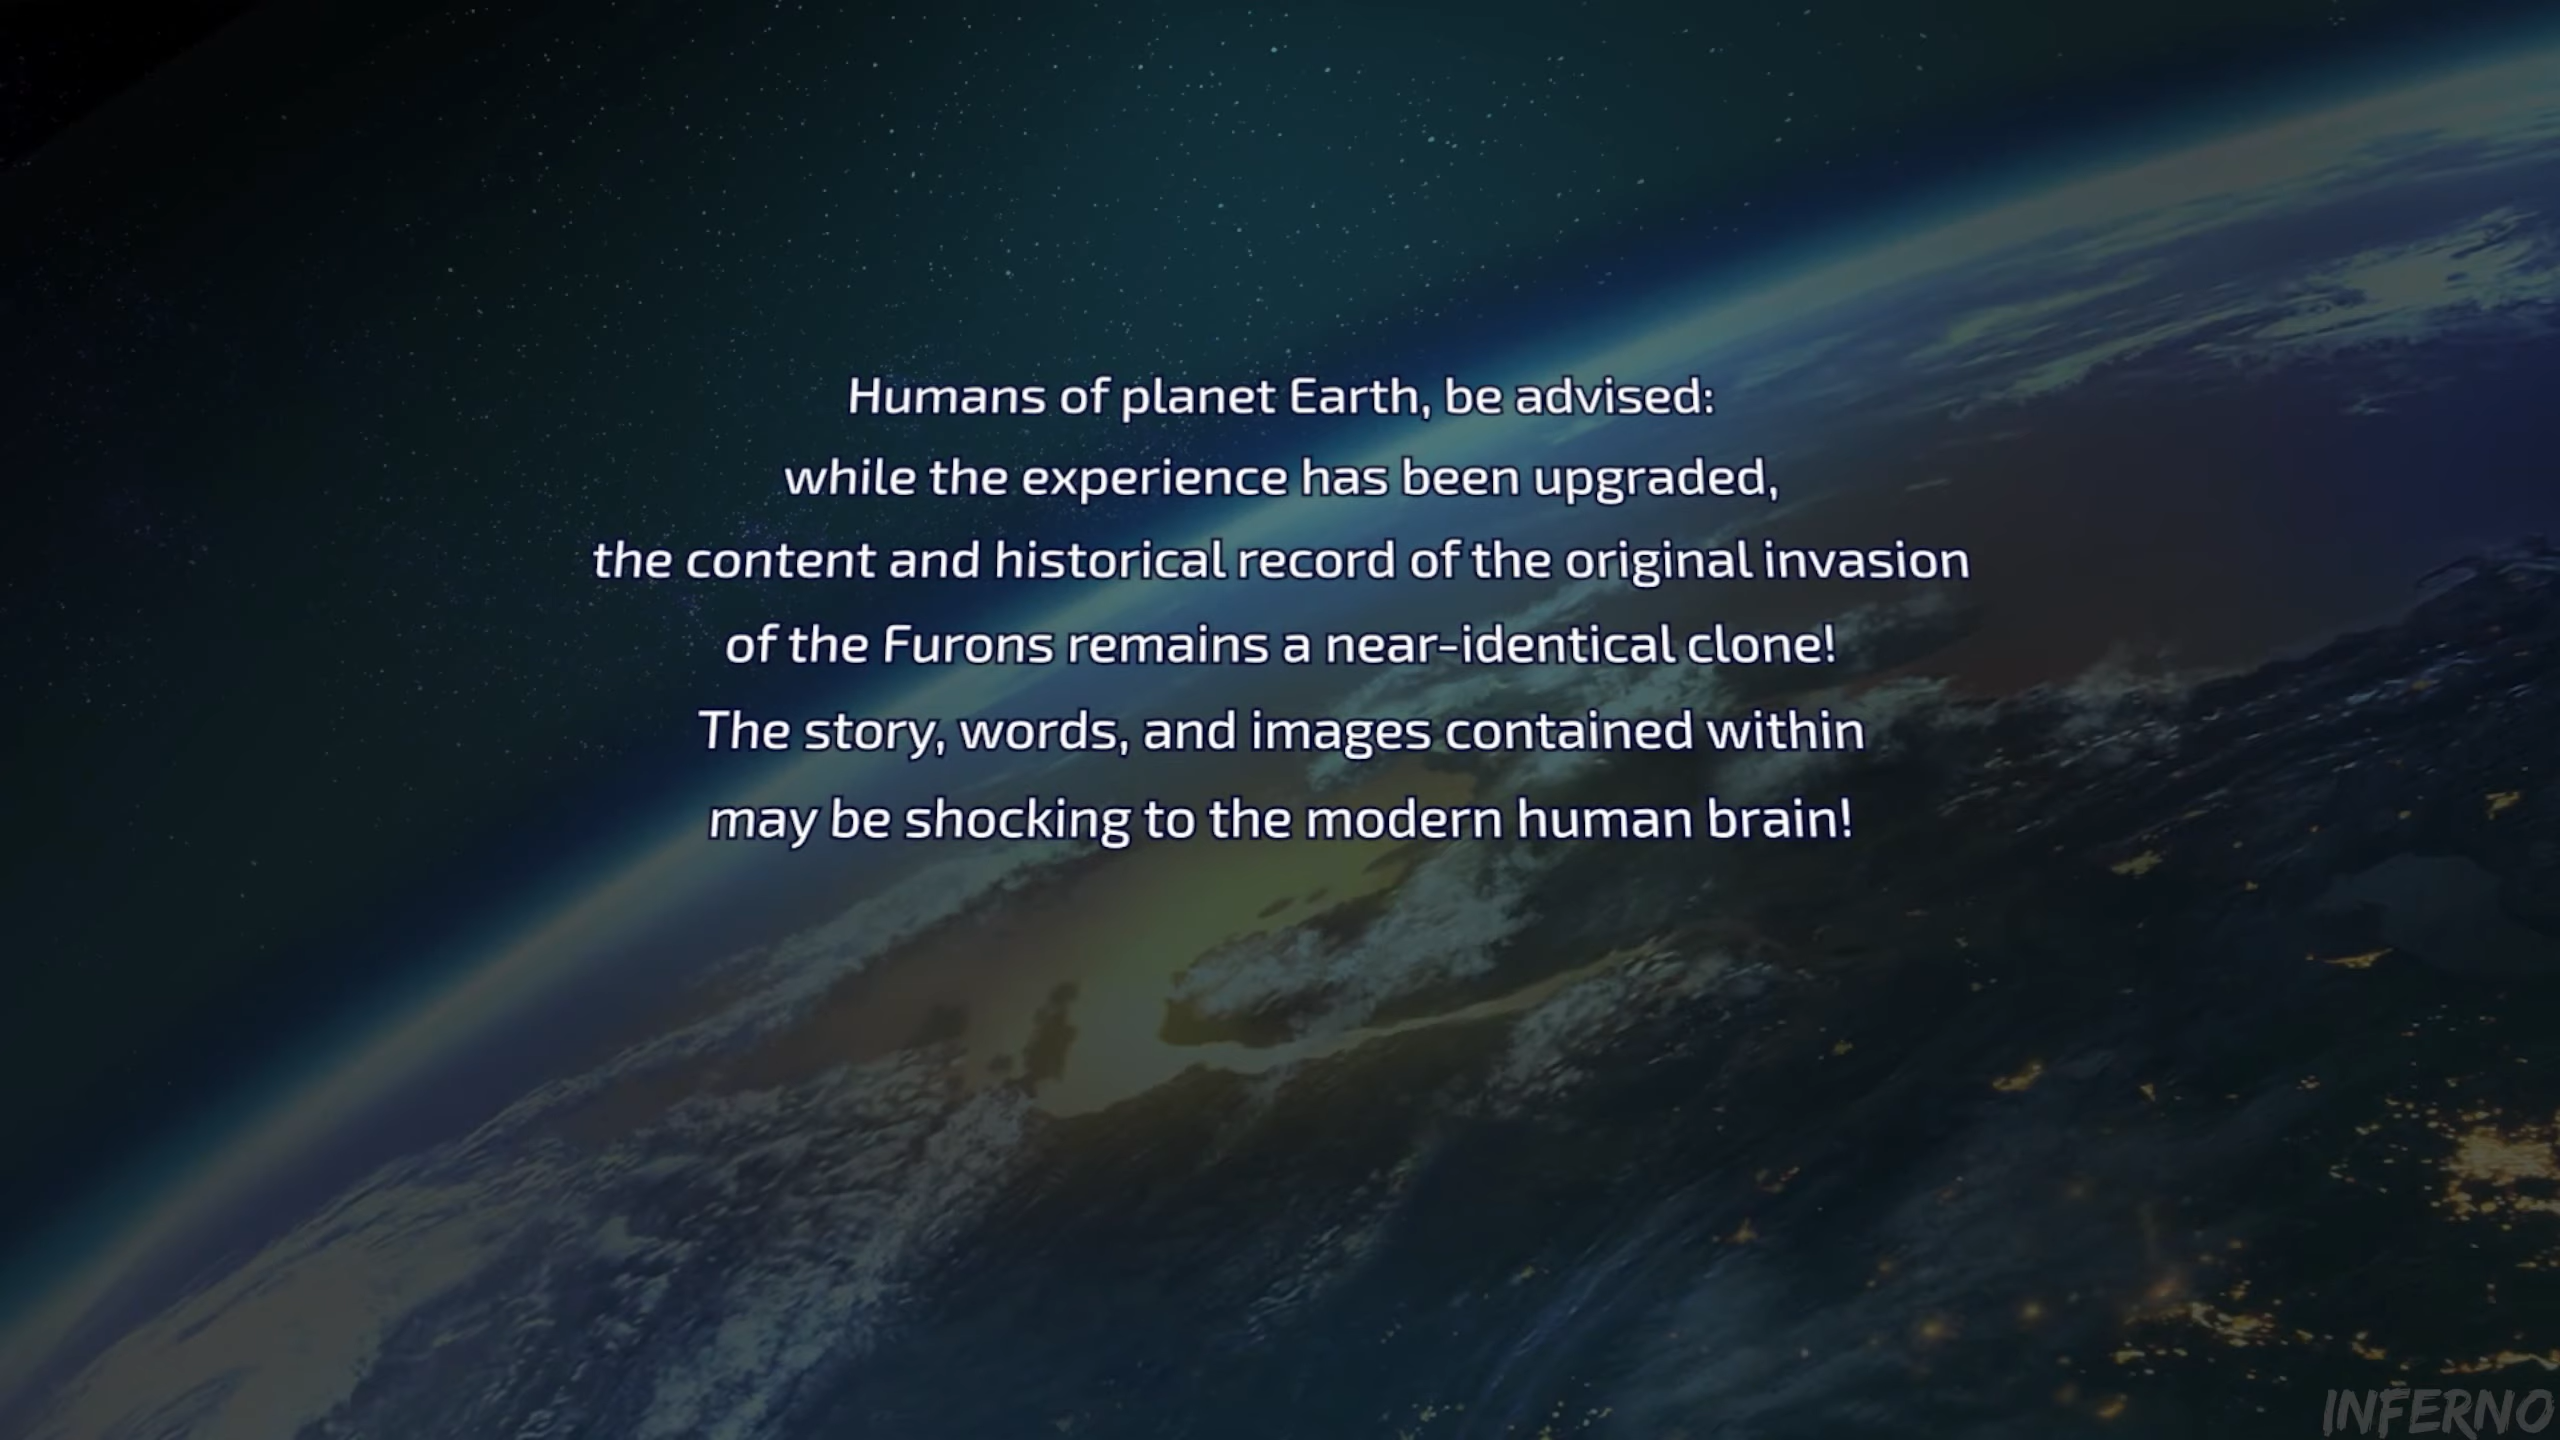 Humans of planet Earth, be advised:
while the experience has been upgraded,
the content and historical record of the original invasion
of the Furons remains a near-identical clone!
The story, words, and images contained within
may be shocking to the modern human brain!
INFERNO